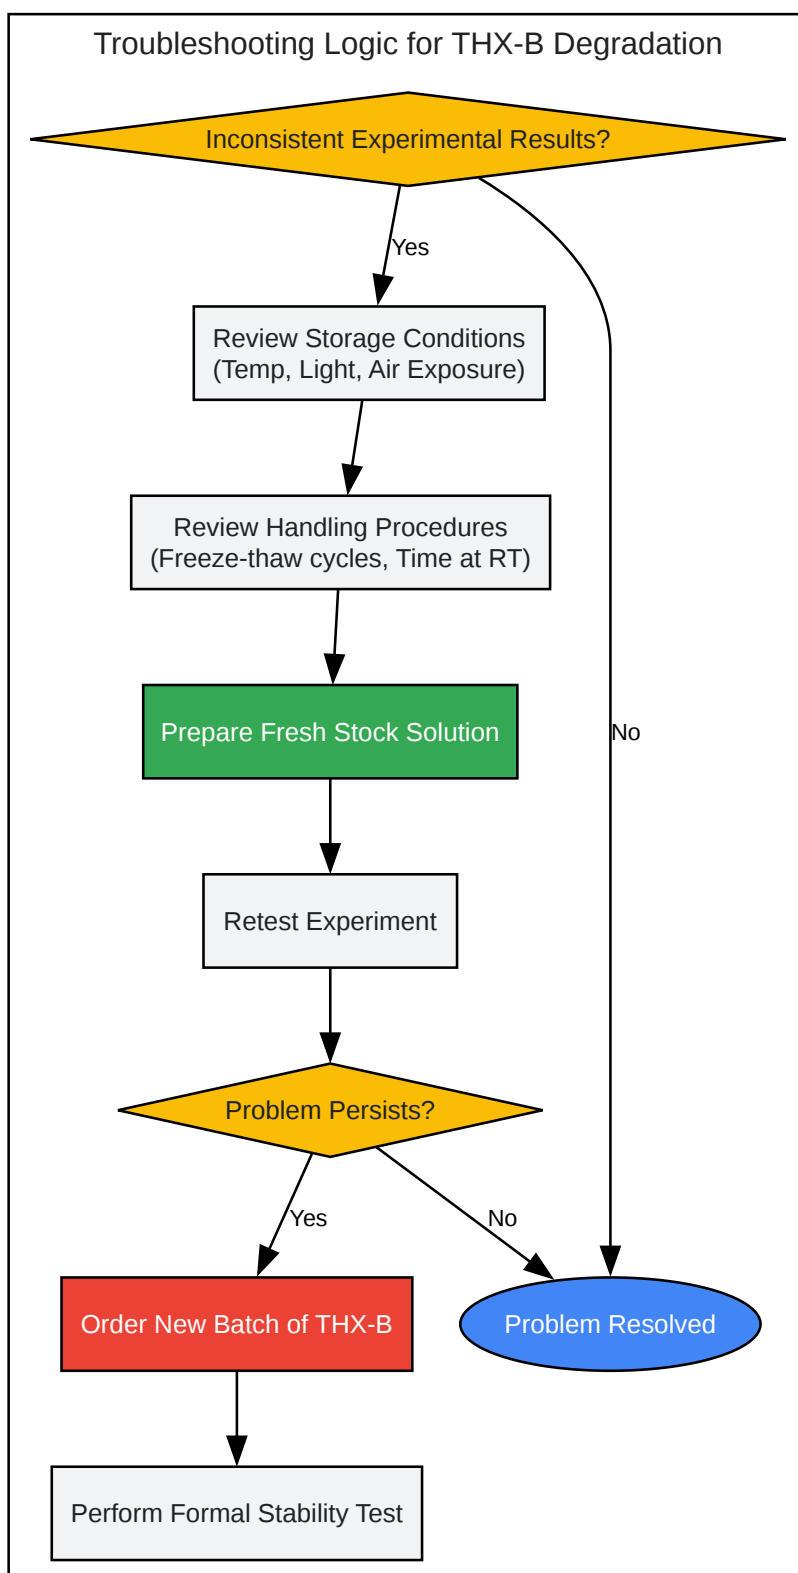 Troubleshooting Logic for THX-B Degradation
Inconsistent Experimental Results?
Yes
Review Storage Conditions
(Temp, Light, Air Exposure)
Review Handling Procedures
(Freeze-thaw cycles, Time at RT)
Prepare Fresh Stock Solution
No
Retest Experiment
Problem Persists?
Yes
No
Order New Batch of THX-B
Problem Resolved
Perform Formal Stability Test